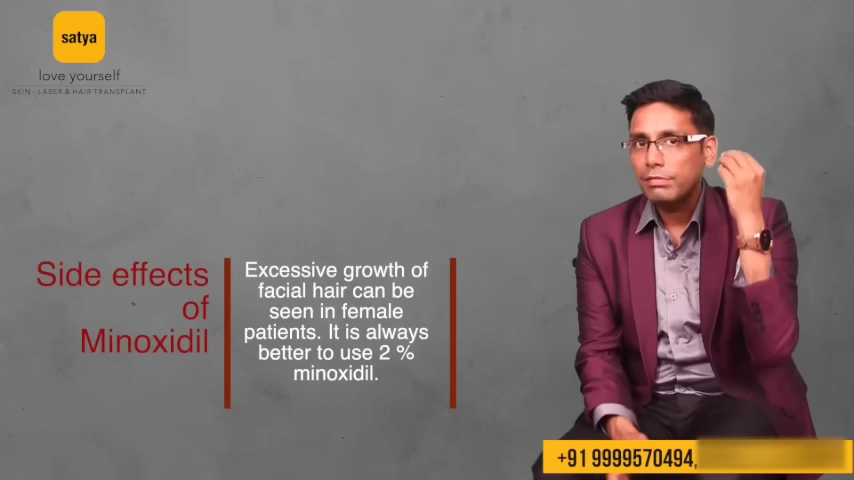 satya
love yourself
SKIN - LASER & HAIR TRANSPLANT
Side effects
of
Minoxidil
Excessive growth of
facial hair can be
seen in female
patients. It is always
better to use 2 %
minoxidil.
+91 9999570494,